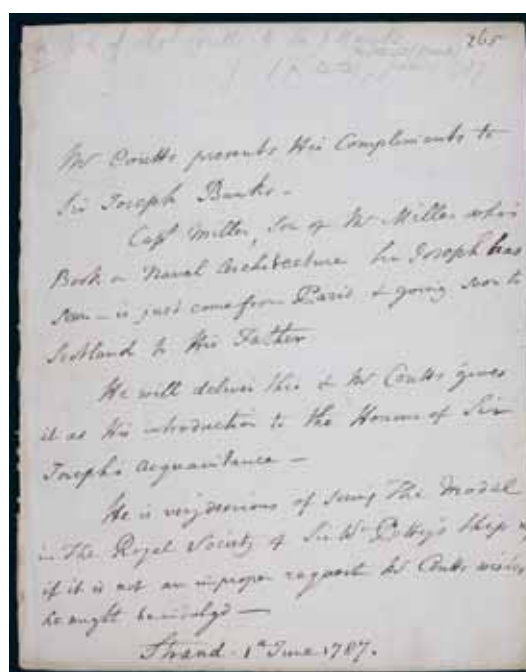 265
Mr Coutts presents His Compliments to
Sir Joseph Banks -
Capt Miller, Son of Mr Miller whose
Book on Naval Architecture Sir Joseph has
seen - is just come from Paris & going soon to
Scotland to His Father
He will deliver this & Mr Coutts gives
it as His introduction to the Honour of Sir
Josephs acquaintance -
He is very desirous of seeing The Model
in The Royal Society of Sir Wm Petty's Ship &
if it is not an improper request Mr Coutts wishes
he might be indulgd -
Strand - 1st June 1787.